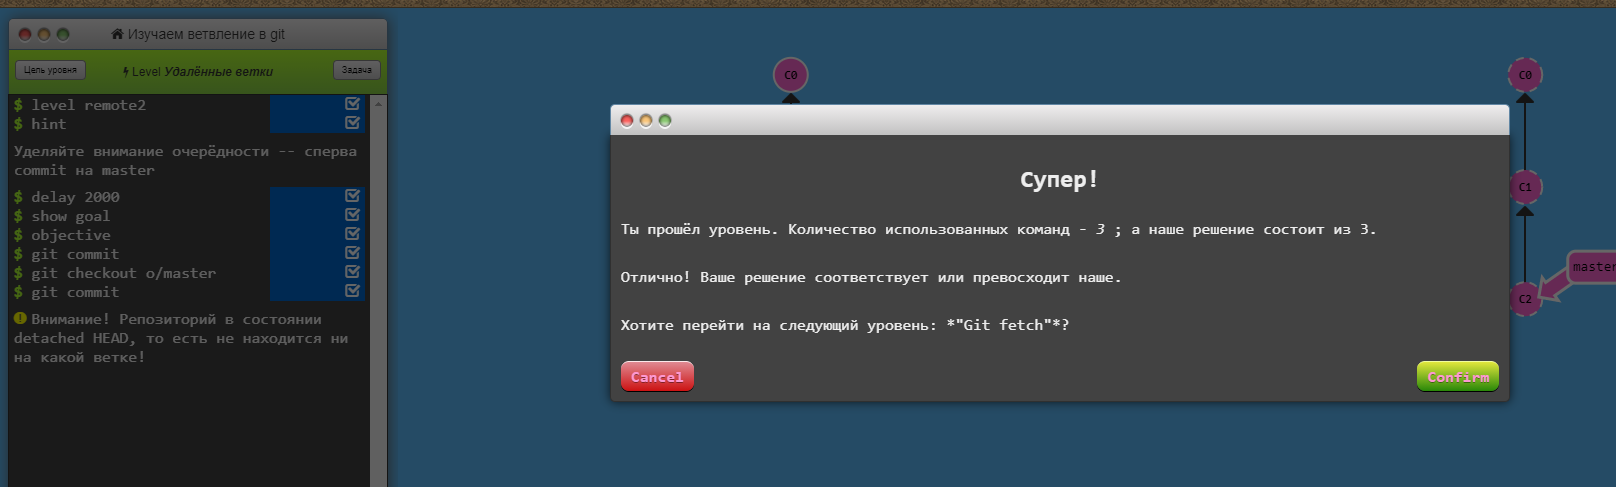 Изучаем ветвление в git
Цель уровня
Level Удалённые ветки
Задача
$ level remote2
$ hint
Уделяйте внимание очерёдности -- сперва
commit на master
$ delay 2000
$ show goal
$ objective
$ git commit
$ git checkout o/master
$ git commit
Внимание! Репозиторий в состоянии
detached HEAD, то есть не находится ни
на какой ветке!
C0
Супер!
Ты прошёл уровень. Количество использованных команд - 3 ; а наше решение состоит из 3.
Отлично! Ваше решение соответствует или превосходит наше.
Хотите перейти на следующий уровень: *"Git fetch"*?
Cancel
Confirm
C0
C1
master
C2